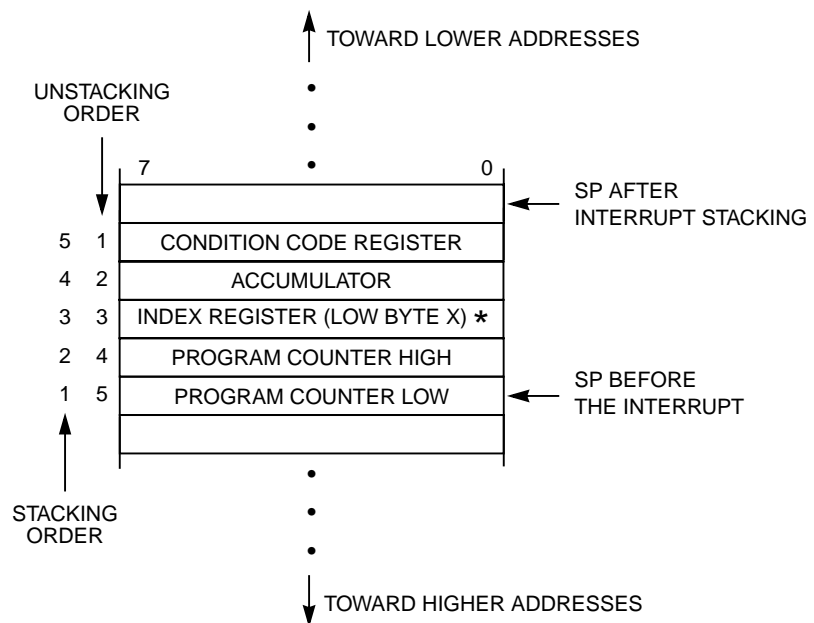 TOWARD LOWER ADDRESSES
UNSTACKING
ORDER
7 0
SP AFTER
INTERRUPT STACKING
5 1 CONDITION CODE REGISTER
4 2 ACCUMULATOR
3 3 INDEX REGISTER (LOW BYTE X) *
2 4 PROGRAM COUNTER HIGH
1 5 PROGRAM COUNTER LOW
SP BEFORE
THE INTERRUPT
STACKING
ORDER
TOWARD HIGHER ADDRESSES